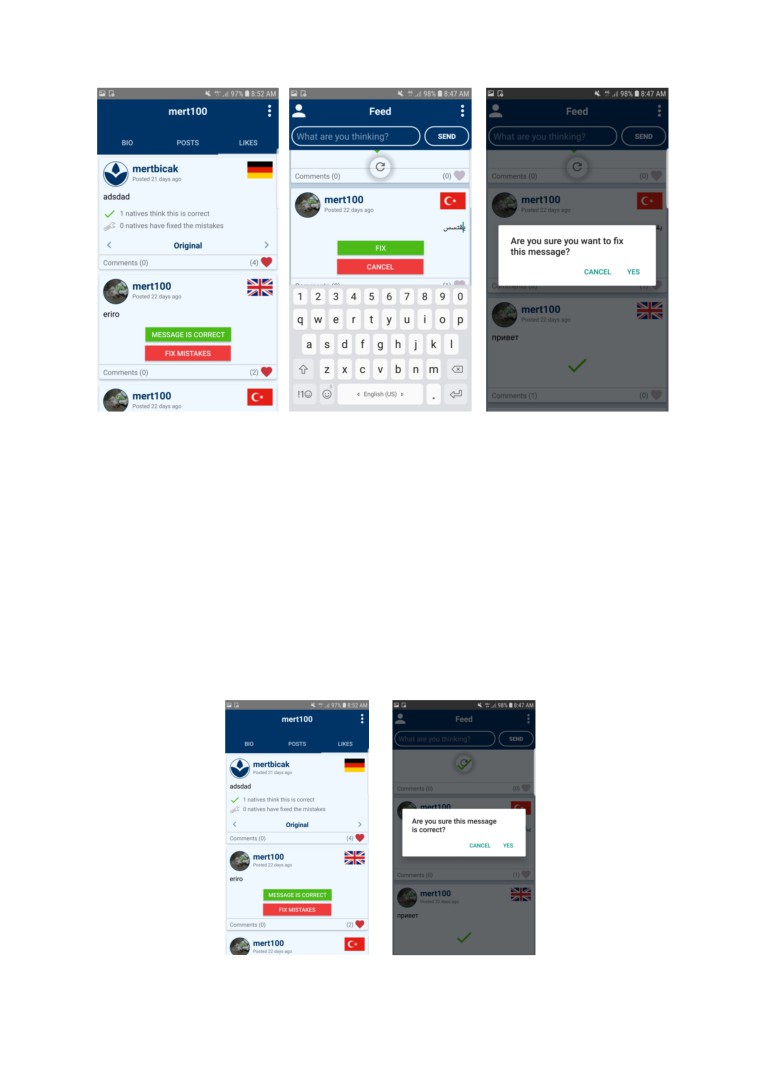 97% 8:52 AM
mert100
BIO POSTS LIKES
mertbicak
Posted 21 days ago
adsdad
1 natives think this is correct
0 natives have fixed the mistakes
Original
Comments (0) (4)
mert100
Posted 22 days ago
eriro
MESSAGE IS CORRECT
FIX MISTAKES
Comments (0) (2)
mert100
Posted 22 days ago
98% 8:47 AM
Feed
What are you thinking? SEND
Comments (0) (0)
mert100
Posted 22 days ago
FIX
CANCEL
1 2 3 4 5 6 7 8 9 0
q w e r t y u i o p
a s d f g h j k l
z x c v b n m
!1 English (US) .
98% 8:47 AM
Feed
What are you thinking? SEND
Comments (0) (0)
mert100
Posted 22 days ago
Are you sure you want to fix
this message?
CANCEL YES
mert100
Posted 22 days ago
привет
Comments (1) (0)
97% 8:52 AM
mert100
BIO POSTS LIKES
mertbicak
Posted 21 days ago
adsdad
1 natives think this is correct
0 natives have fixed the mistakes
Original
Comments (0) (4)
mert100
Posted 22 days ago
eriro
MESSAGE IS CORRECT
FIX MISTAKES
Comments (0) (2)
mert100
Posted 22 days ago
98% 8:47 AM
Feed
What are you thinking? SEND
Comments (0) (0)
mert100
Are you sure this message
is correct?
CANCEL YES
Comments (0) (1)
mert100
Posted 22 days ago
привет